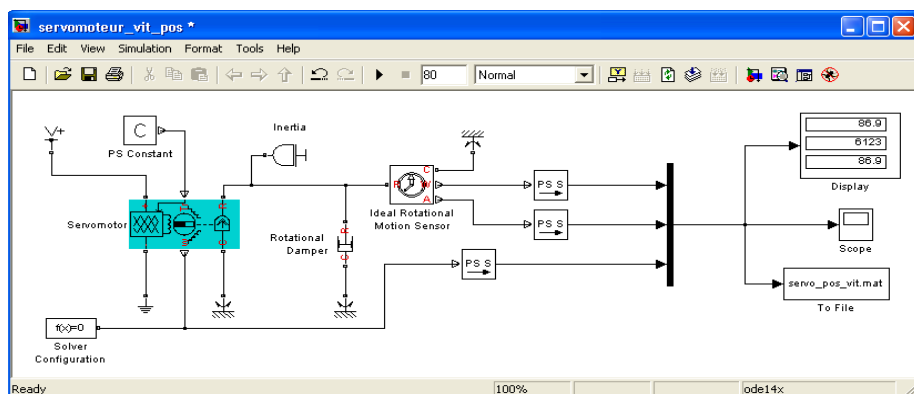 servomoteur_vit_pos *
File Edit View Simulation Format Tools Help
80 Normal
V+
C
PS Constant
Inertia
Servomotor
R C W A
Ideal Rotational
Motion Sensor
PS S
PS S
PS S
Rotational
Damper
R
C
86.9
6123
86.9
Display
Scope
servo_pos_vit.mat
To File
f(x)=0
Solver
Configuration
Ready 100% ode14x